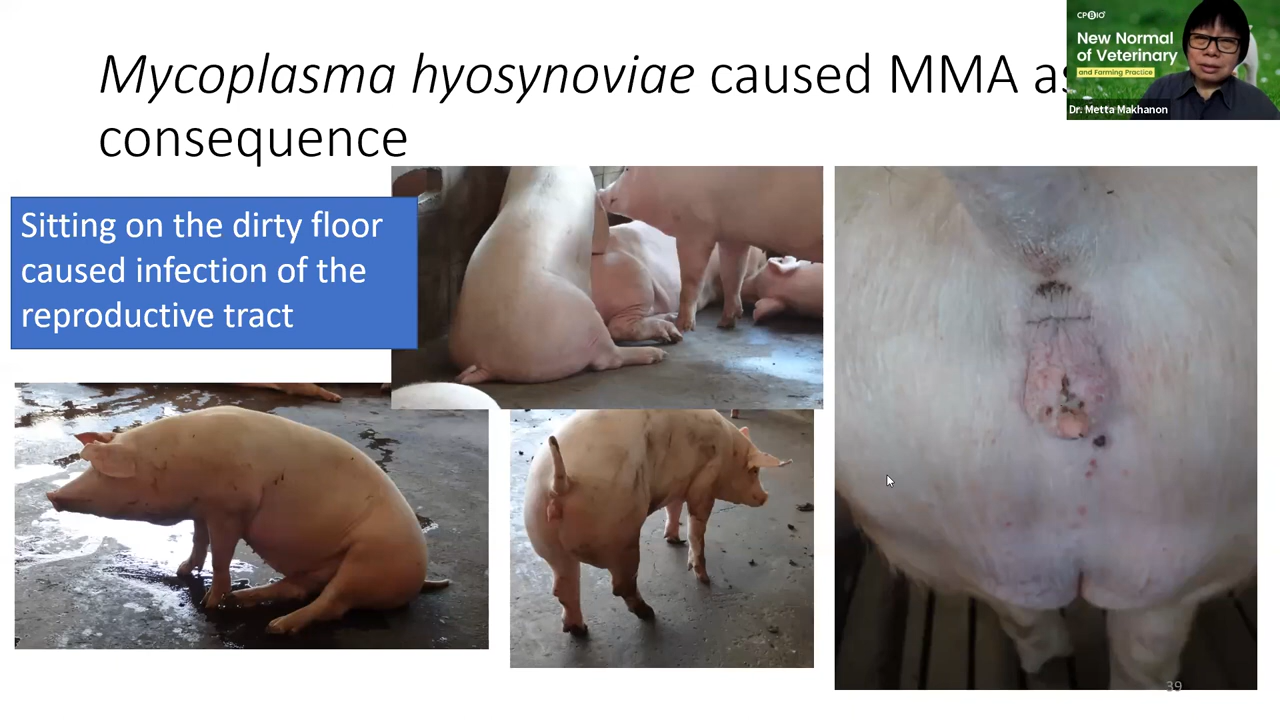 Mycoplasma hyosynoviae caused MMA as
consequence
CPBIO
New Normal
of Veterinary
and Farming Practice
Dr. Metta Makhanon
Sitting on the dirty floor
caused infection of the
reproductive tract
39